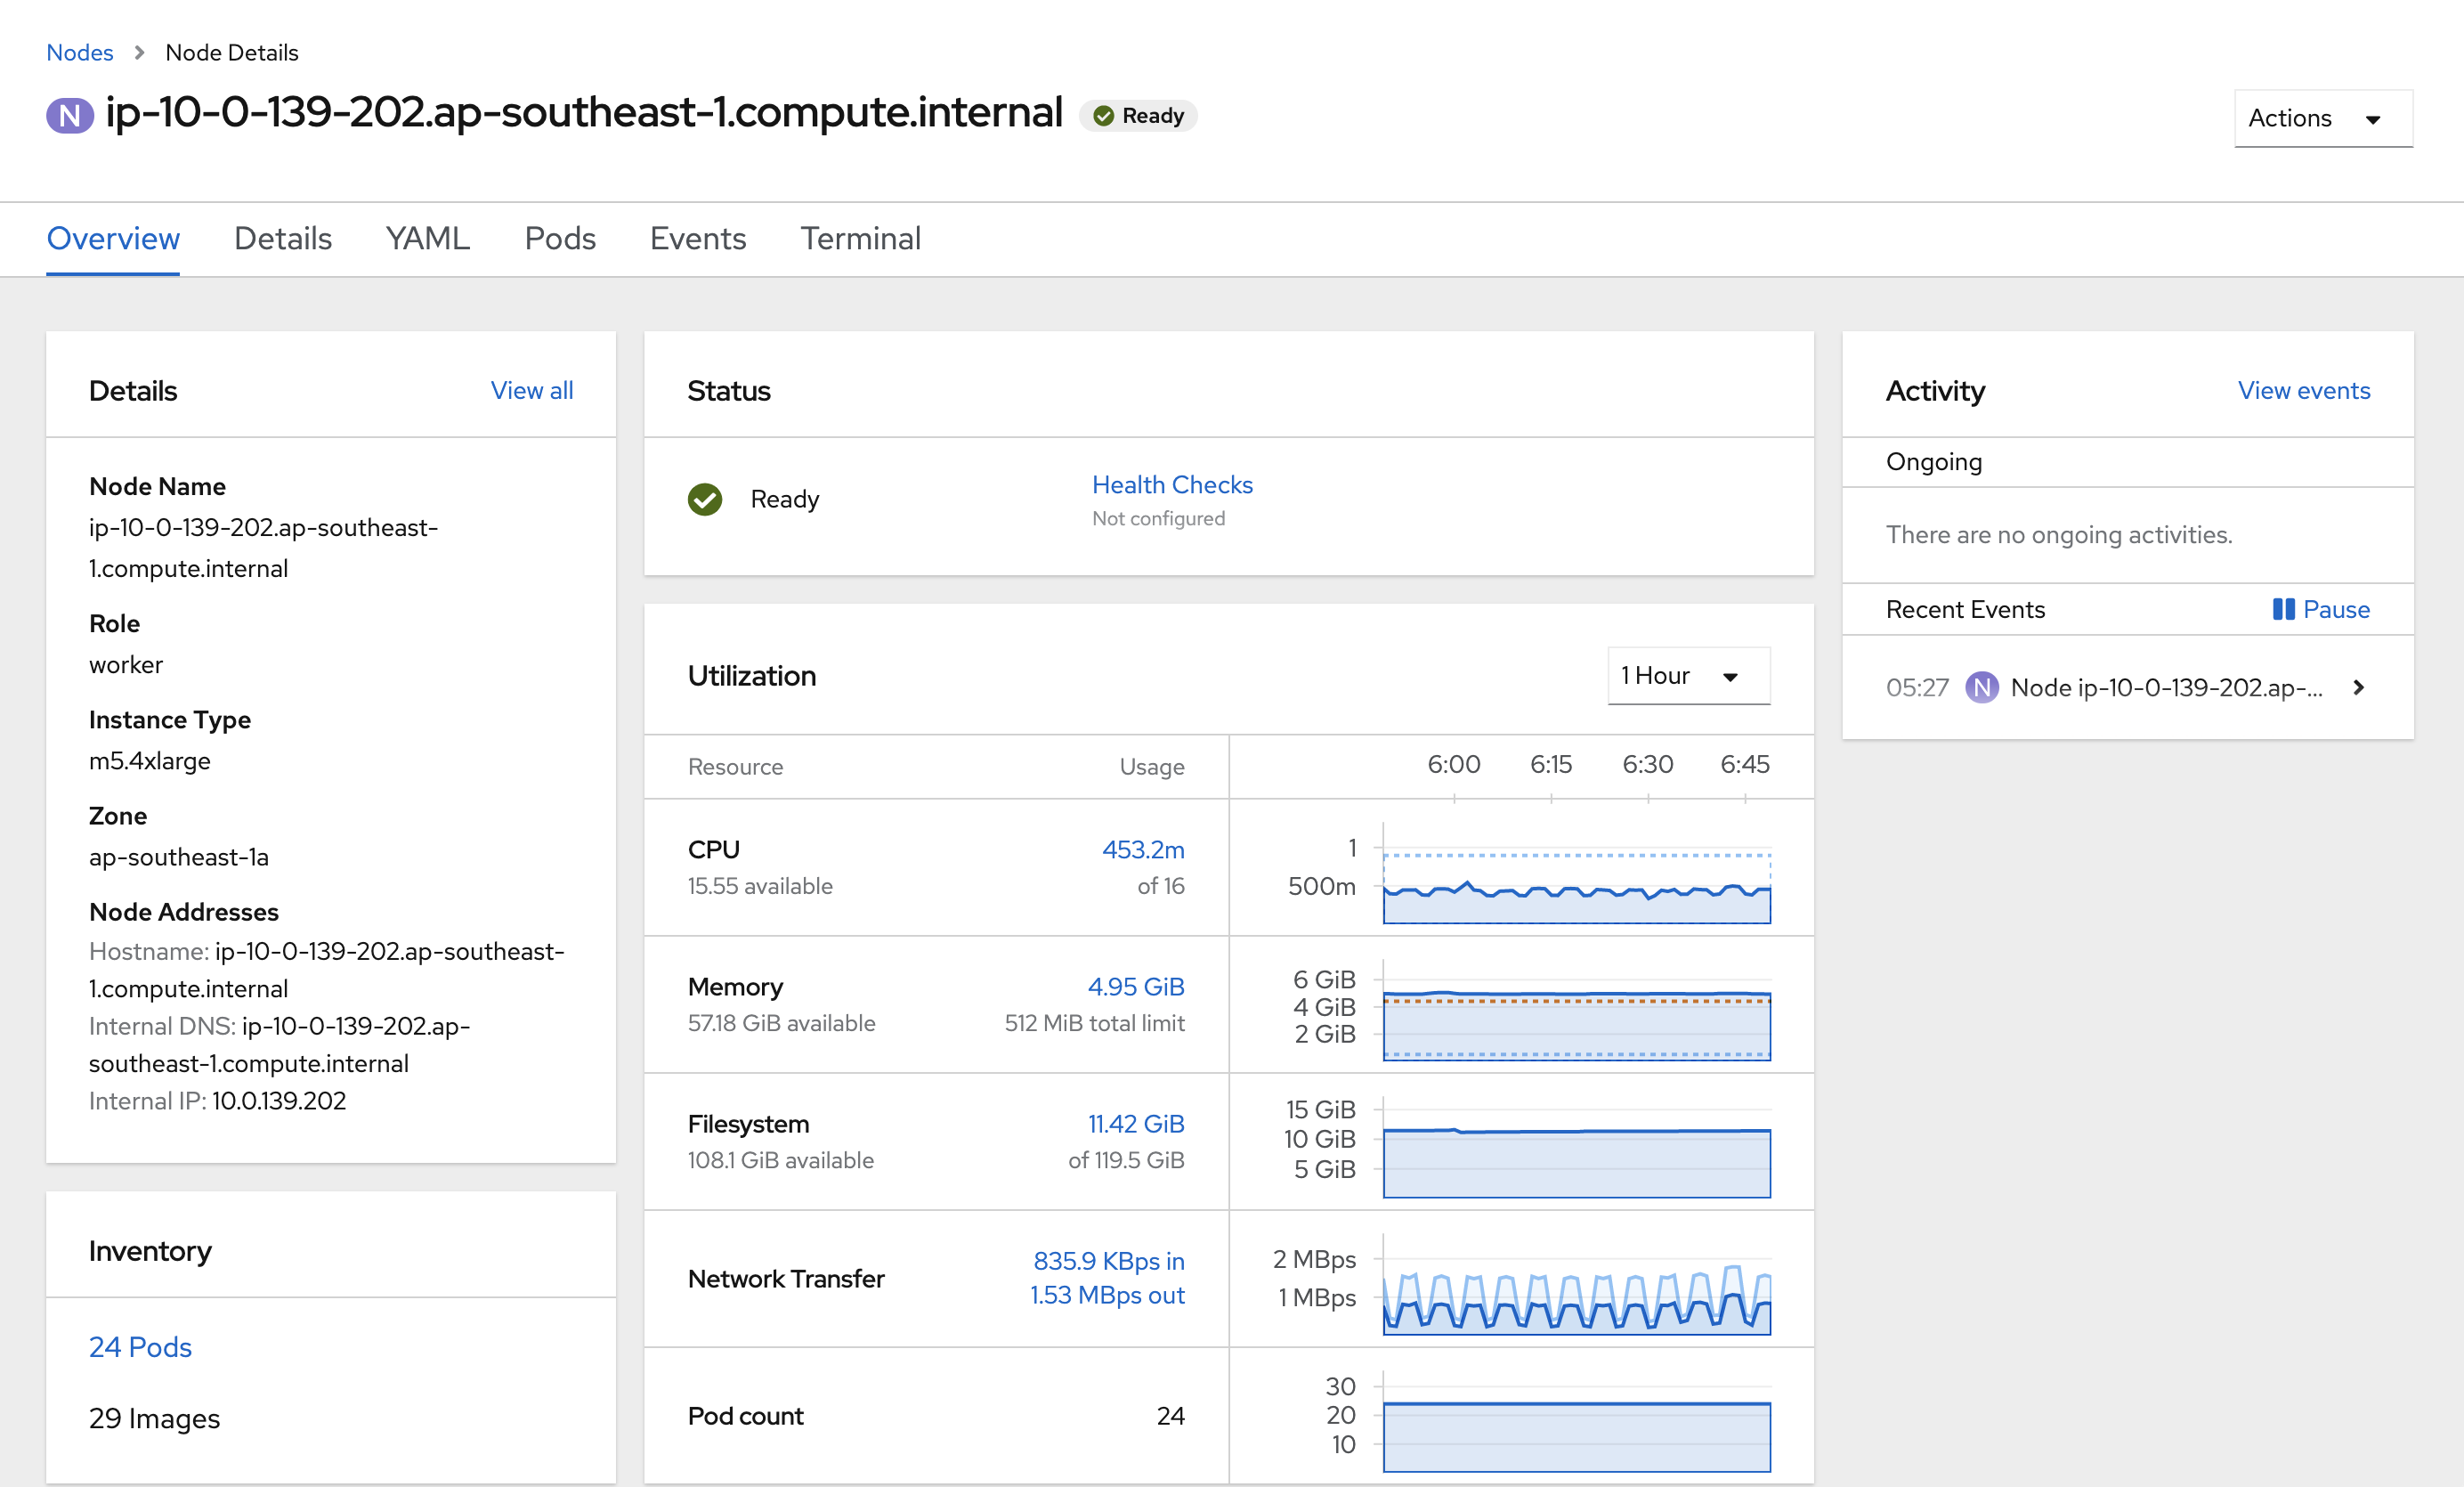 Nodes > Node Details
N ip-10-0-139-202.ap-southeast-1.compute.internal Ready
Actions
Overview Details YAML Pods Events Terminal
Details View all
Node Name
ip-10-0-139-202.ap-southeast-
1.compute.internal
Role
worker
Instance Type
m5.4xlarge
Zone
ap-southeast-1a
Node Addresses
Hostname: ip-10-0-139-202.ap-southeast-
1.compute.internal
Internal DNS: ip-10-0-139-202.ap-
southeast-1.compute.internal
Internal IP: 10.0.139.202
Inventory
24 Pods
29 Images
Status
Ready
Health Checks
Not configured
Utilization 1 Hour
Resource Usage 6:00 6:15 6:30 6:45
CPU 453.2m
15.55 available of 16
1
500m
Memory 4.95 GiB
57.18 GiB available 512 MiB total limit
6 GiB
4 GiB
2 GiB
Filesystem 11.42 GiB
108.1 GiB available of 119.5 GiB
15 GiB
10 GiB
5 GiB
Network Transfer
835.9 KBps in
1.53 MBps out
2 MBps
1 MBps
Pod count 24
30
20
10
Activity View events
Ongoing
There are no ongoing activities.
Recent Events Pause
05:27 N Node ip-10-0-139-202.ap-...